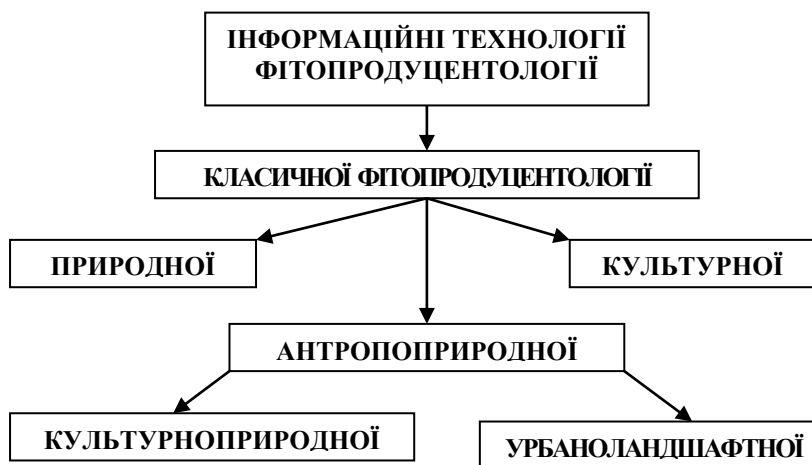 ІНФОРМАЦІЙНІ ТЕХНОЛОГІЇ
ФІТОПРОДУЦЕНТОЛОГІЇ
КЛАСИЧНОЇ ФІТОПРОДУЦЕНТОЛОГІЇ
ПРИРОДНОЇ
КУЛЬТУРНОЇ
АНТРОПОПРИРОДНОЇ
КУЛЬТУРНОПРИРОДНОЇ
УРБАНОЛАНДШАФТНОЇ